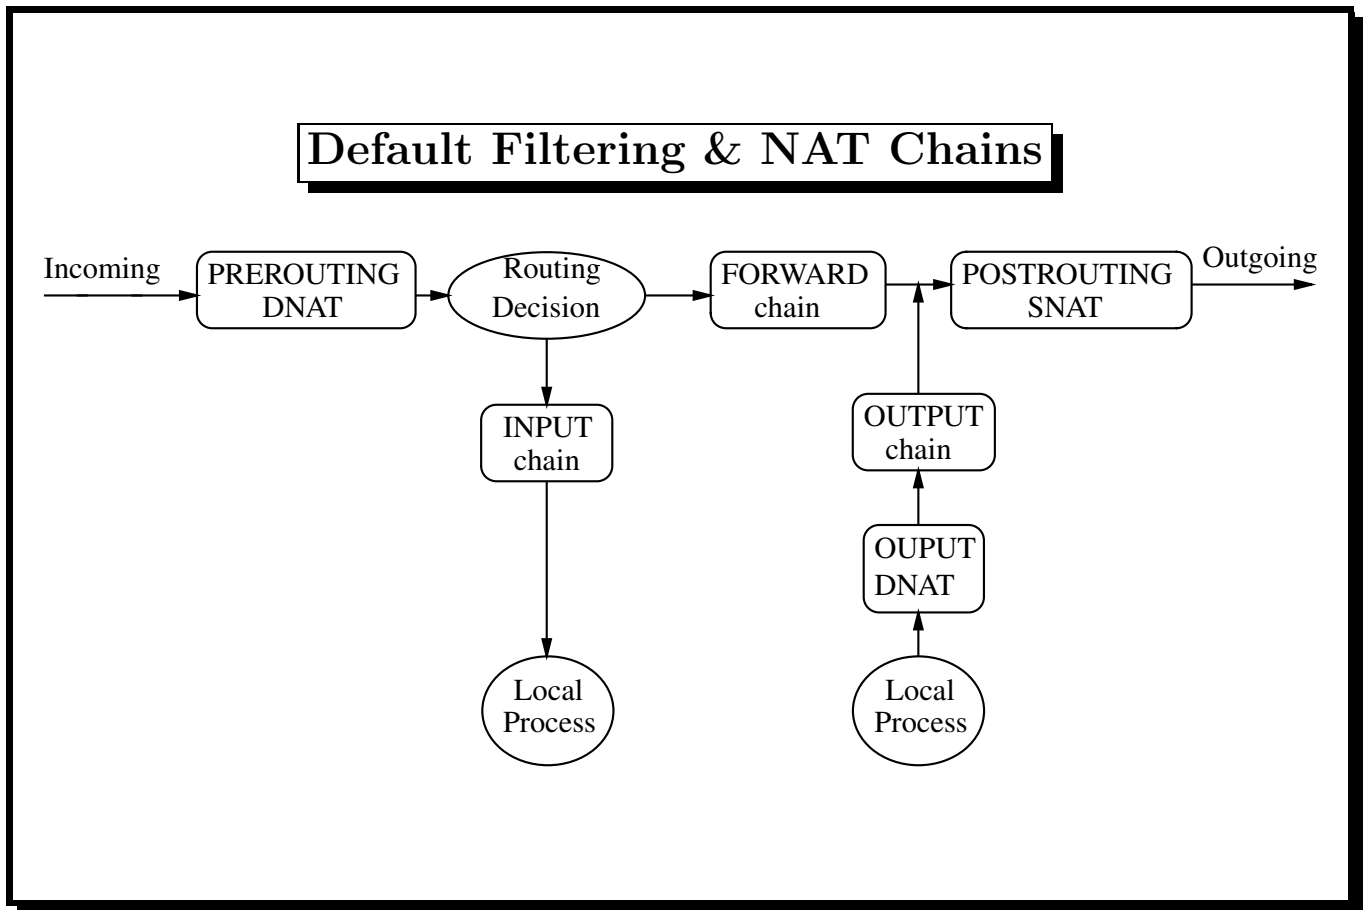 Default Filtering & NAT Chains
Incoming
PREROUTING
DNAT
Routing
Decision
FORWARD
chain
POSTROUTING
SNAT
Outgoing
INPUT
chain
OUTPUT
chain
OUPUT
DNAT
Local
Process
Local
Process